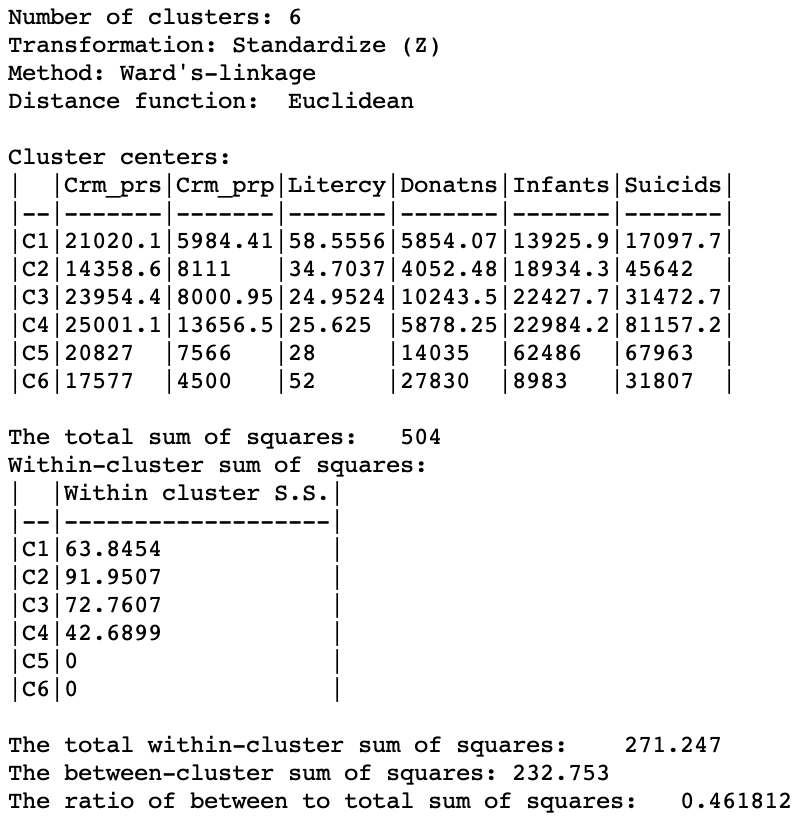 Number of clusters: 6
Transformation: Standardize (Z)
Method: Ward's-linkage
Distance function:  Euclidean
Cluster centers:
|  |Crm_prs|Crm_prp|Litercy|Donatns|Infants|Suicids|
|--|-------|-------|-------|-------|-------|-------|
|C1|21020.1|5984.41|58.5556|5854.07|13925.9|17097.7|
|C2|14358.6|8111   |34.7037|4052.48|18934.3|45642  |
|C3|23954.4|8000.95|24.9524|10243.5|22427.7|31472.7|
|C4|25001.1|13656.5|25.625 |5878.25|22984.2|81157.2|
|C5|20827  |7566   |28     |14035  |62486  |67963  |
|C6|17577  |4500   |52     |27830  |8983   |31807  |
The total sum of squares:   504
Within-cluster sum of squares:
|  |Within cluster S.S.|
|--|-------------------|
|C1|63.8454            |
|C2|91.9507            |
|C3|72.7607            |
|C4|42.6899            |
|C5|0                  |
|C6|0                  |
The total within-cluster sum of squares:    271.247
The between-cluster sum of squares: 232.753
The ratio of between to total sum of squares:   0.461812